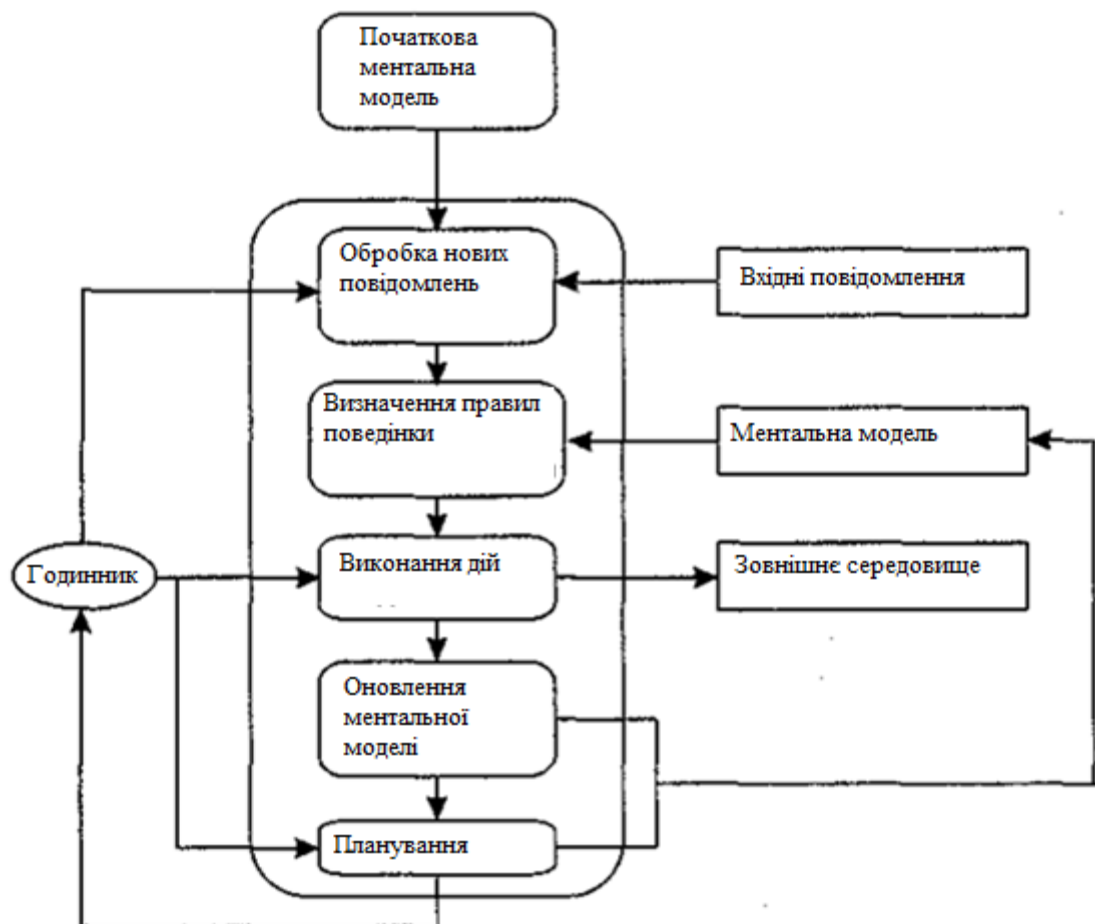 Початкова
ментальна
модель
Обробка нових
повідомлень
Вхідні повідомлення
Визначення правил
поведінки
Ментальна модель
Годинник
Виконання дій
Зовнішнє середовище
Оновлення
ментальної
моделі
Планування